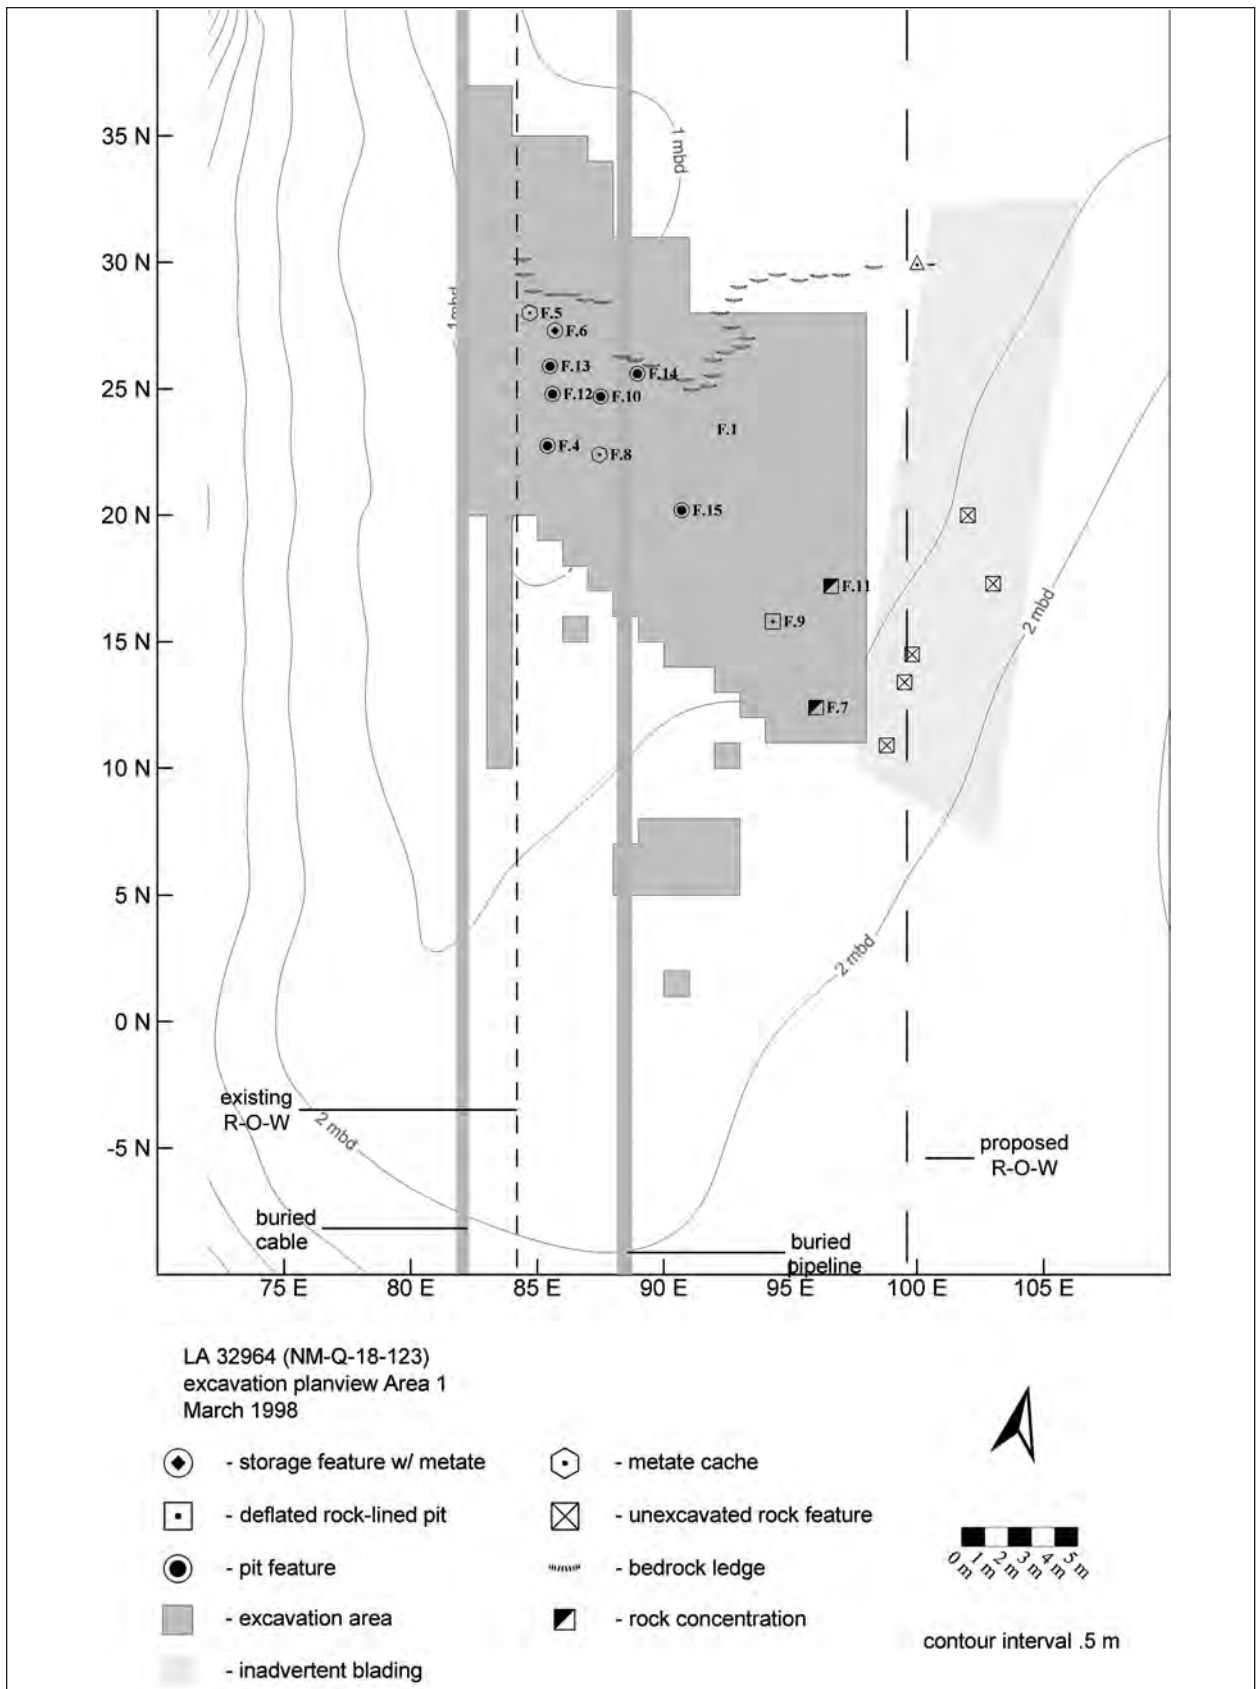 35 N
1 mbd
30 N
1mbd
F.5
F.6
F.13
F.14
25 N
F.12
F.10
F.1
F.4
F.8
20 N
F.15
F.11
2 mbd
15 N
F.9
F.7
10 N
5 N
2 mbd
0 N
existing
R-O-W
2 mbd
-5 N
proposed
R-O-W
buried
cable
buried
pipeline
75 E
80 E
85 E
90 E
95 E
100 E
105 E
LA 32964 (NM-Q-18-123)
excavation planview Area 1
March 1998
- storage feature w/ metate
- metate cache
- deflated rock-lined pit
- unexcavated rock feature
- pit feature
- bedrock ledge
0 m
1 m
2 m
3 m
4 m
5 m
- excavation area
- rock concentration
contour interval .5 m
- inadvertent blading